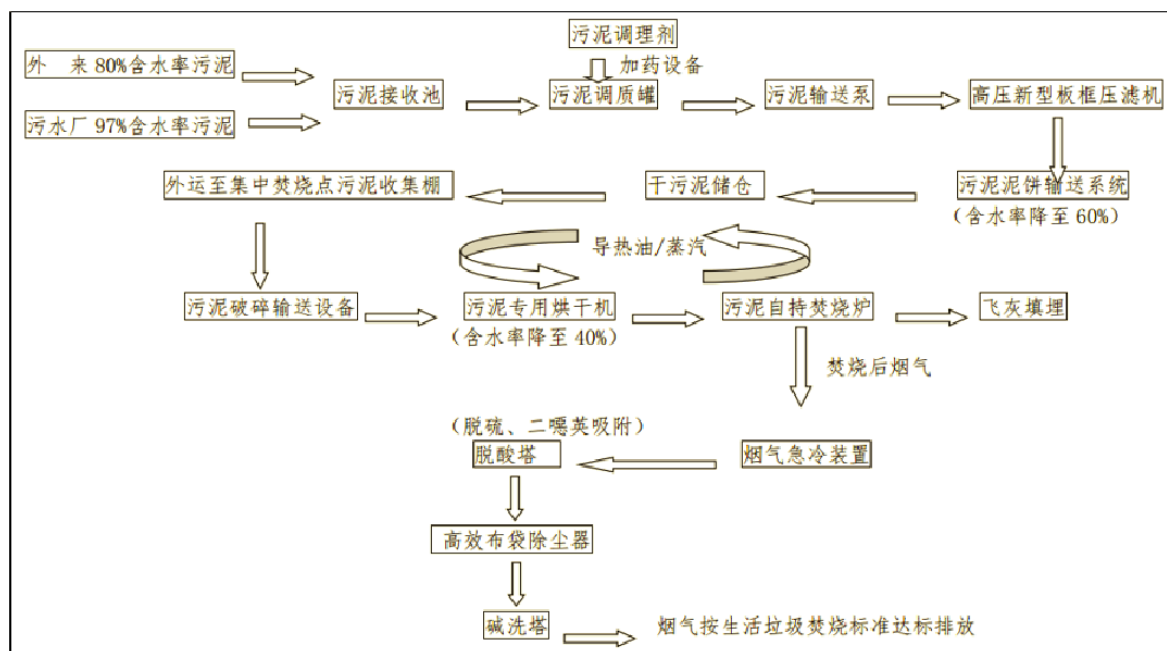 污泥调理剂
外 来 80%含水率污泥
加药设备
污泥接收池
污泥调质罐
污泥输送泵
高压新型板框压滤机
污水厂 97%含水率污泥
外运至集中焚烧点污泥收集棚
干污泥储仓
污泥泥饼输送系统
(含水率降至 60%)
导热油/蒸汽
污泥破碎输送设备
污泥专用烘干机
(含水率降至 40%)
污泥自持焚烧炉
飞灰填埋
焚烧后烟气
(脱硫、二噁英吸附)
脱酸塔
烟气急冷装置
高效布袋除尘器
碱洗塔
烟气按生活垃圾焚烧标准达标排放